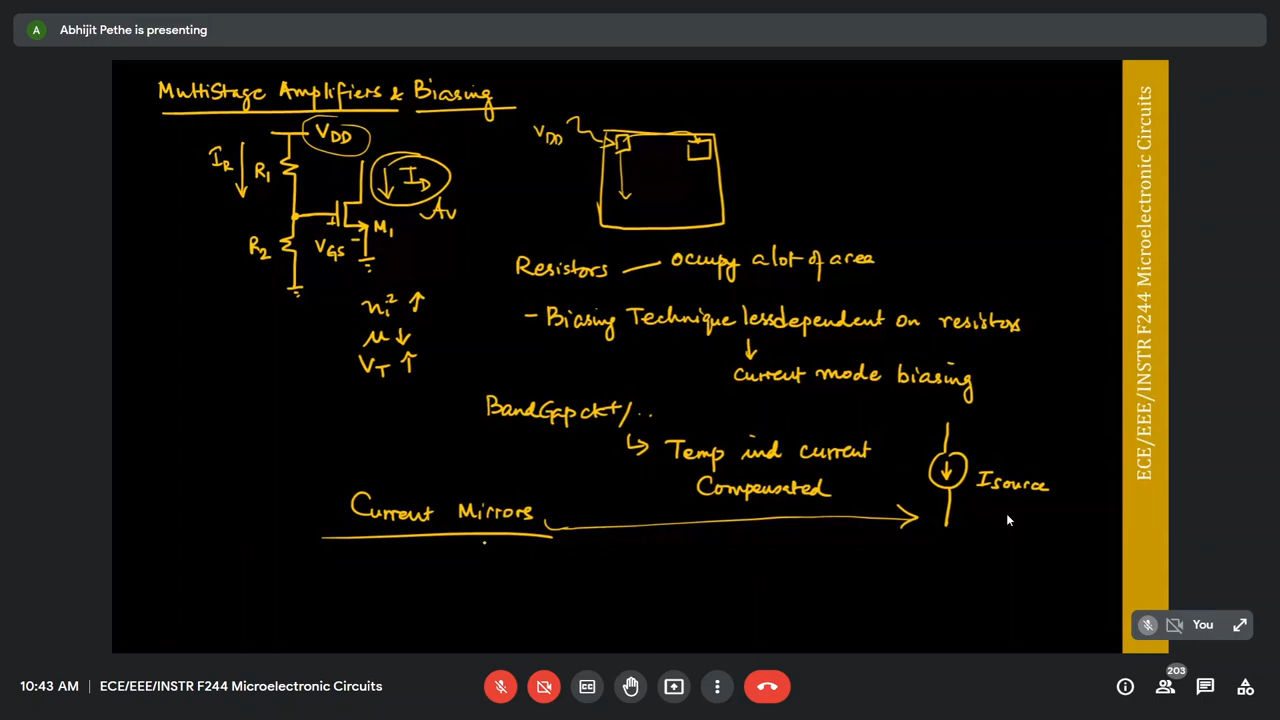 A
Abhijit Pethe is presenting
MultiStage Amplifiers & Biasing
VDD
IR
R1
ID
Av
M1
R2
VGS
-
VDD
Resistors — occupy a lot of area
ni² ↑
μ ↓
VT ↑
- Biasing Technique less dependent on resistors
↓
current mode biasing
BandGap ckt/..
↳ Temp ind current
Compensated
Current Mirrors
Isource
ECE/EEE/INSTR F244 Microelectronic Circuits
You
10:43 AM | ECE/EEE/INSTR F244 Microelectronic Circuits
203